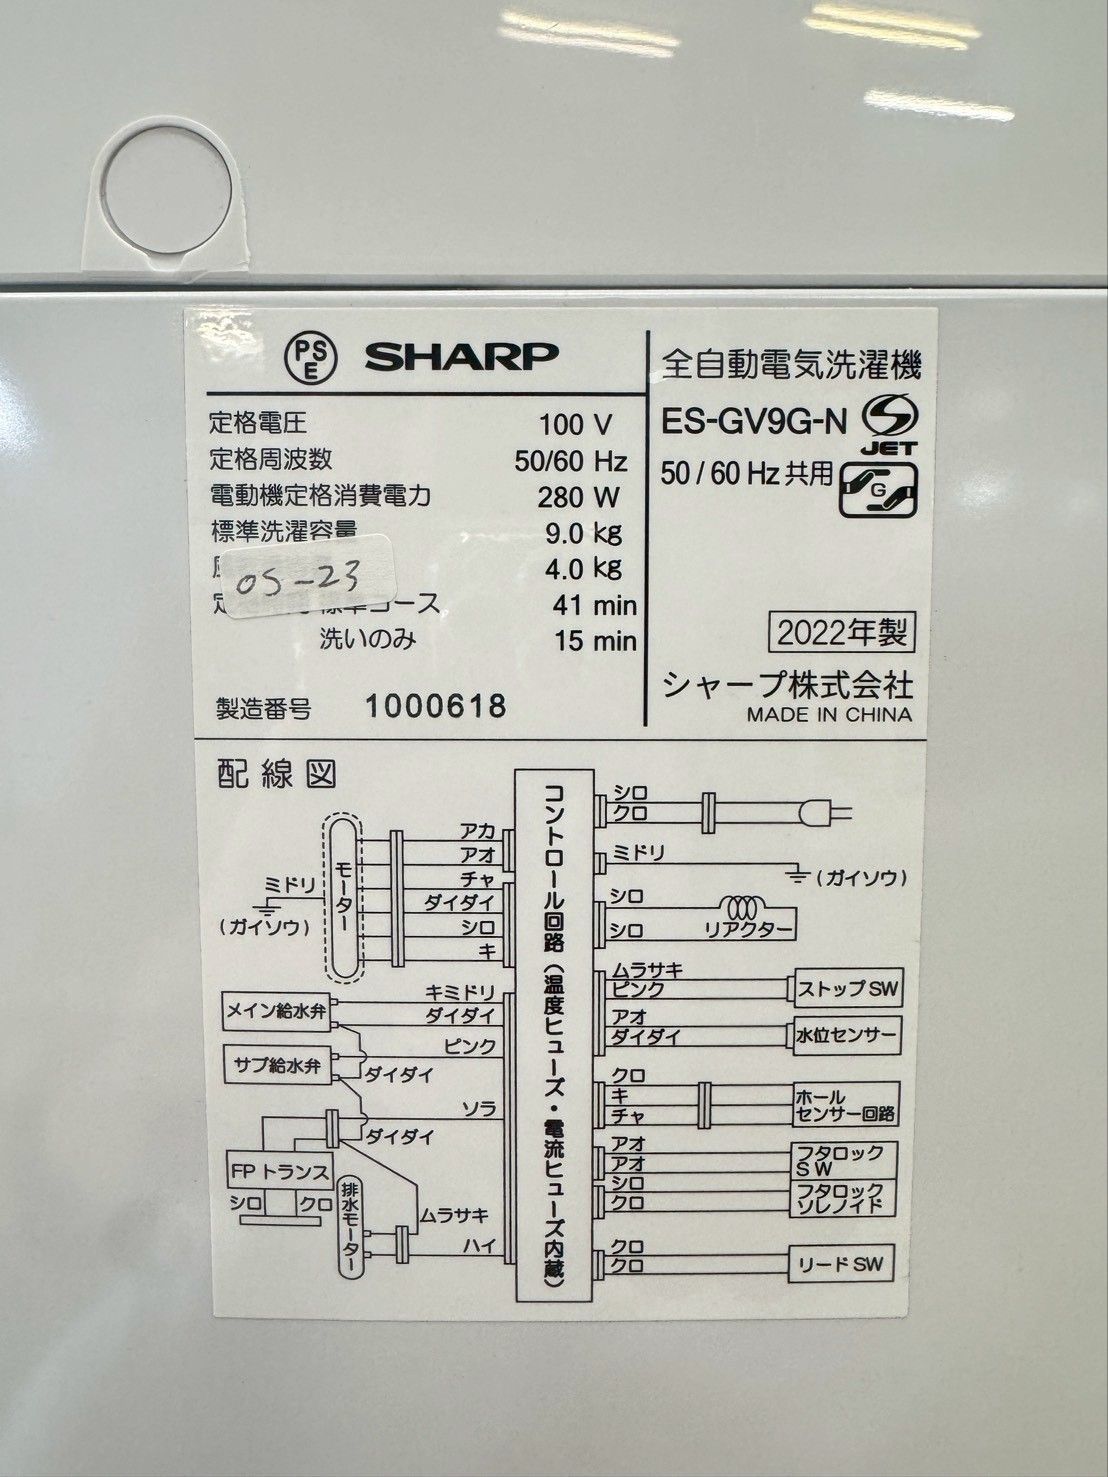 PSE SHARP
定格電圧 100 V
定格周波数 50/60 Hz
電動機定格消費電力 280 W
標準洗濯容量 9.0 kg
4.0 kg
OS-23
標準コース 41 min
洗いのみ 15 min
製造番号 1000618
全自動電気洗濯機
ES-GV9G-N
JET
50/60 Hz 共用
G
2022年製
シャープ株式会社
MADE IN CHINA
配線図
ミドリ
(ガイソウ)
モーター
アカ
アオ
チャ
ダイダイ
シロ
キ
メイン給水弁
キミドリ
ダイダイ
サブ給水弁
ピンク
ダイダイ
ソラ
ダイダイ
FPトランス
シロ クロ
排水モーター
ムラサキ
ハイ
コントロール回路(温度ヒューズ・電流ヒューズ内蔵)
シロ
クロ
ミドリ
(ガイソウ)
シロ
シロ
リアクター
ムラサキ
ピンク
ストップSW
アオ
ダイダイ
水位センサー
クロ
キ
チャ
ホール
センサー回路
アオ
アオ
フタロック
SW
シロ
クロ
フタロック
ソレノイド
クロ
クロ
リードSW